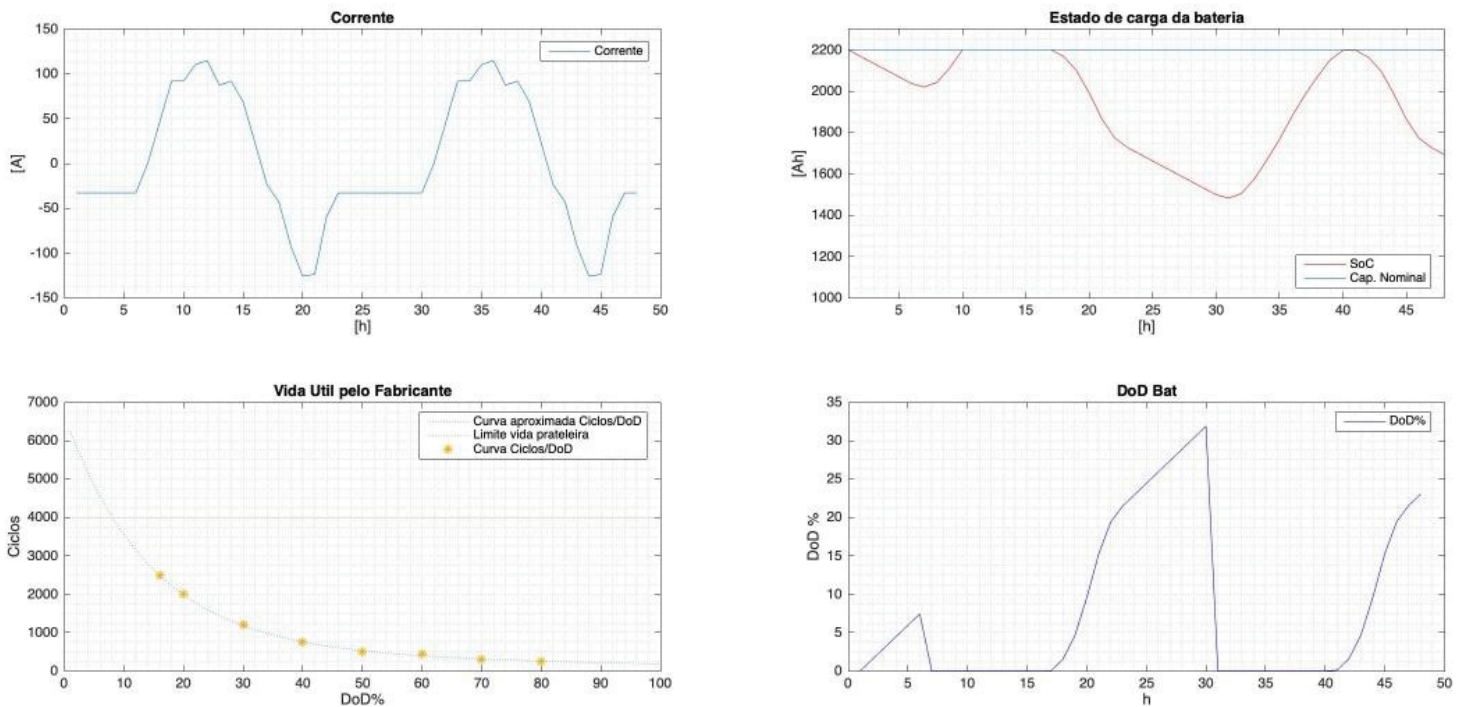 Corrente
150
100
50
0
-50
-100
-150
[A]
0 5 10 15 20 25 30 35 40 45 50
[h]
Corrente
Estado de carga da bateria
2200
2000
1800
1600
1400
1200
1000
[Ah]
5 10 15 20 25 30 35 40 45
[h]
SoC
Cap. Nominal
Vida Util pelo Fabricante
7000
6000
5000
4000
3000
2000
1000
0
Ciclos
0 10 20 30 40 50 60 70 80 90 100
DoD%
Curva aproximada Ciclos/DoD
Limite vida prateleira
Curva Ciclos/DoD
DoD Bat
35
30
25
20
15
10
5
0
DoD %
0 5 10 15 20 25 30 35 40 45 50
h
DoD%